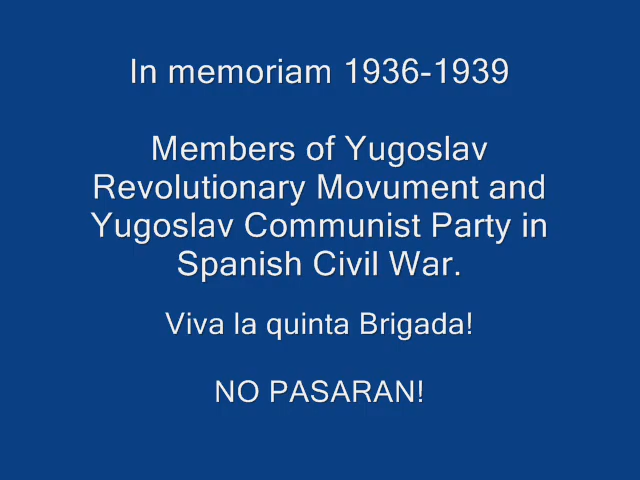 In memoriam 1936-1939
Members of Yugoslav
Revolutionary Movument and
Yugoslav Communist Party in
Spanish Civil War.
Viva la quinta Brigada!
NO PASARAN!